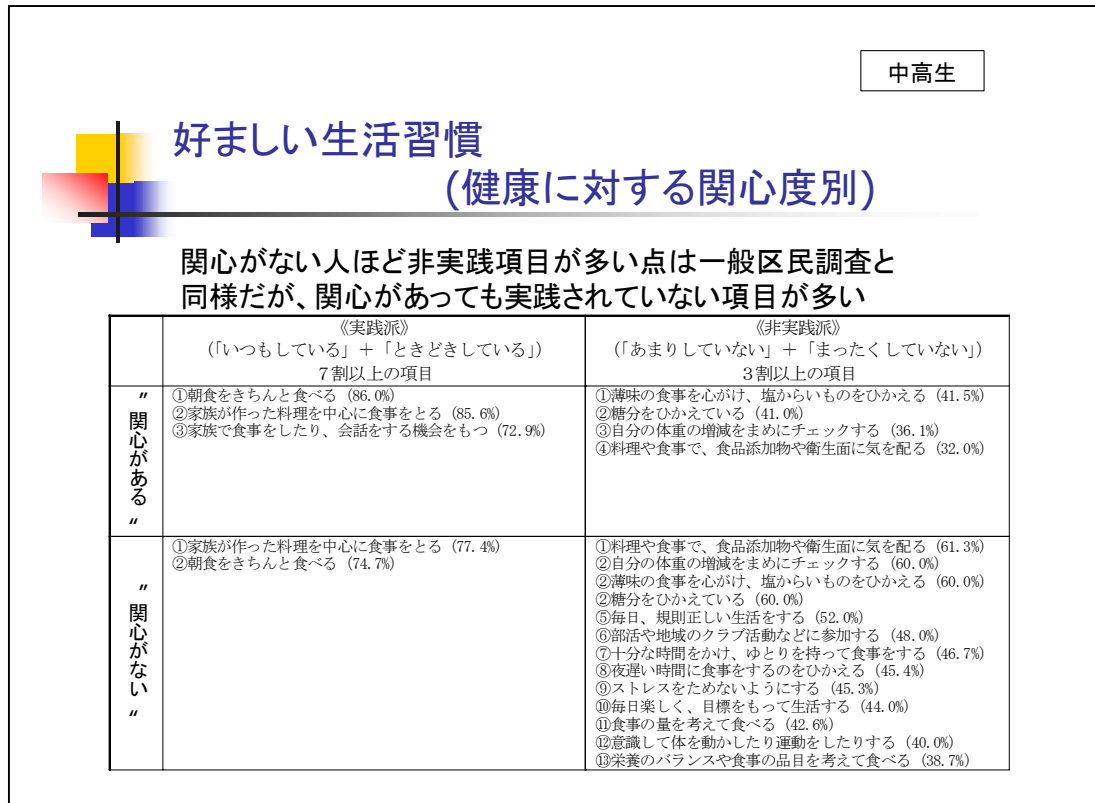 中高生
好ましい生活習慣
(健康に対する関心度別)
関心がない人ほど非実践項目が多い点は一般区民調査と
同様だが、関心があっても実践されていない項目が多い
《実践派》
(「いつもしている」＋「ときどきしている」)
７割以上の項目
《非実践派》
(「あまりしていない」＋「まったくしていない」)
３割以上の項目
〃関心がある〃
①朝食をきちんと食べる (86.0%)
②家族が作った料理を中心に食事をとる (85.6%)
③家族で食事をしたり、会話をする機会をもつ (72.9%)
①薄味の食事を心がけ、塩からいものをひかえる (41.5%)
②糖分をひかえている (41.0%)
③自分の体重の増減をまめにチェックする (36.1%)
④料理や食事で、食品添加物や衛生面に気を配る (32.0%)
〃関心がない〃
①家族が作った料理を中心に食事をとる (77.4%)
②朝食をきちんと食べる (74.7%)
①料理や食事で、食品添加物や衛生面に気を配る (61.3%)
②自分の体重の増減をまめにチェックする (60.0%)
②薄味の食事を心がけ、塩からいものをひかえる (60.0%)
②糖分をひかえている (60.0%)
⑤毎日、規則正しい生活をする (52.0%)
⑥部活や地域のクラブ活動などに参加する (48.0%)
⑦十分な時間をかけ、ゆとりを持って食事をする (46.7%)
⑧夜遅い時間に食事をするのをひかえる (45.4%)
⑨ストレスをためないようにする (45.3%)
⑩毎日楽しく、目標をもって生活する (44.0%)
⑪食事の量を考えて食べる (42.6%)
⑫意識して体を動かしたり運動をしたりする (40.0%)
⑬栄養のバランスや食事の品目を考えて食べる (38.7%)